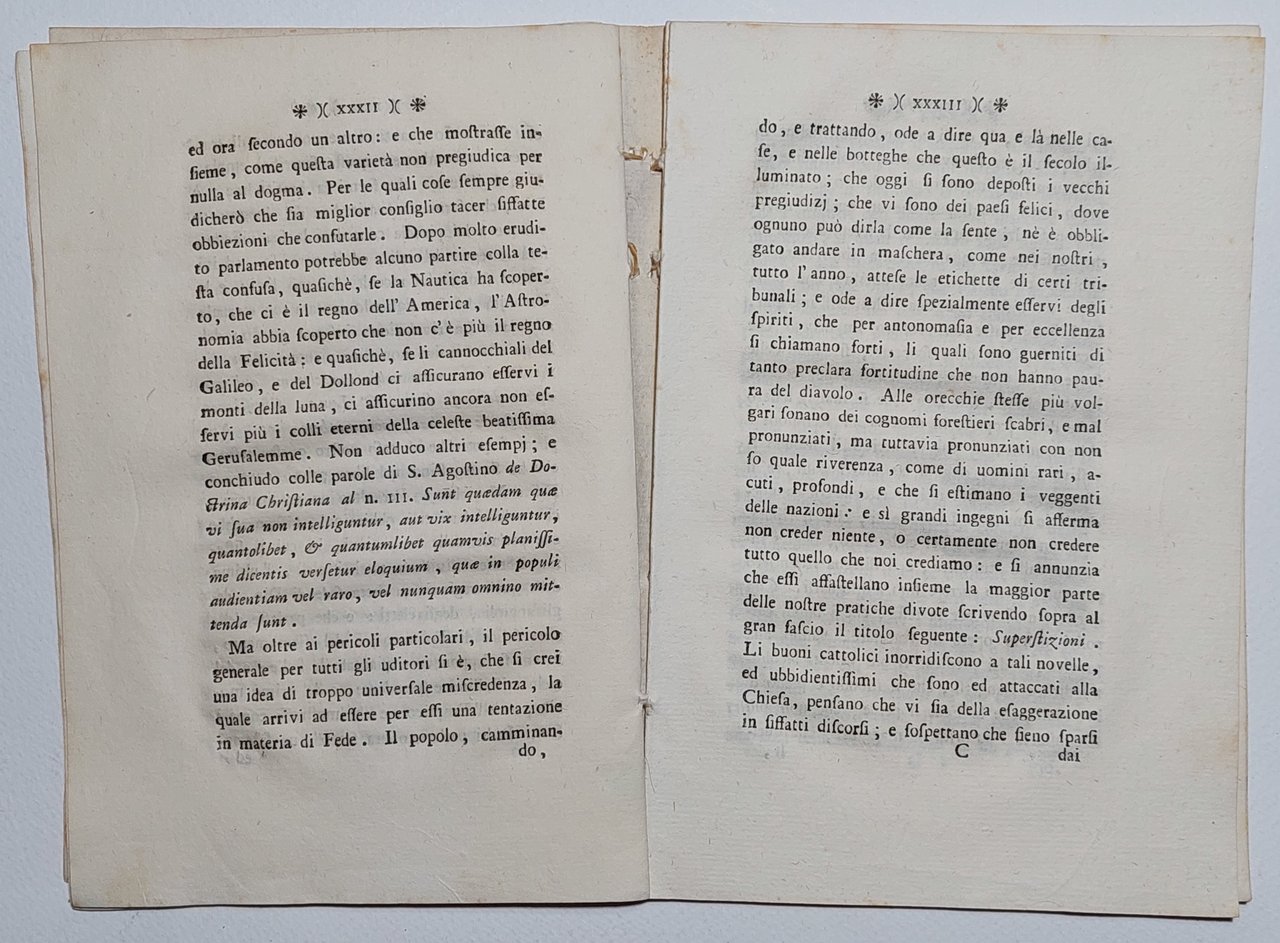 ❋ )( XXXII )( ❋
ed ora ſecondo un altro: e che moſtraſſe in-
ſieme, come queſta varietà non pregiudica per
nulla al dogma. Per le quali coſe ſempre giu-
dicherò che ſia miglior conſiglio tacer ſiffatte
obbiezioni che confutarle. Dopo molto erudi-
to parlamento potrebbe alcuno partire colla te-
ſta confuſa, quaſichè, ſe la Nautica ha ſcoper-
to, che ci è il regno dell' America, l'Aſtro-
nomia abbia ſcoperto che non c'è più il regno
della Felicità: e quaſichè, ſe li cannocchiali del
Galileo, e del Dollond ci aſſicurano eſſervi i
monti della luna, ci aſſicurino ancora non eſ-
ſervi più i colli eterni della celeſte beatiſſima
Geruſalemme. Non adduco altri eſempj; e
conchiudo colle parole di S. Agoſtino de Do-
ctrina Chriſtiana al n. III. Sunt quædam quæ
vi ſua non intelliguntur, aut vix intelliguntur,
quantolibet, & quantumlibet quamvis planiſſi-
me dicentis verſetur eloquium, quæ in populi
audientiam vel raro, vel nunquam omnino mit-
tenda ſunt.
Ma oltre ai pericoli particolari, il pericolo
generale per tutti gli uditori ſi è, che ſi crei
una idea di troppo univerſale miſcredenza, la
quale arrivi ad eſſere per eſſi una tentazione
in materia di Fede. Il popolo, camminan-
do,
❋ )( XXXIII )( ❋
do, e trattando, ode a dire qua e là nelle ca-
ſe, e nelle botteghe che queſto è il ſecolo il-
luminato; che oggi ſi ſono depoſti i vecchi
pregiudizj; che vi ſono dei paeſi felici, dove
ognuno può dirla come la ſente, nè è obbli-
gato andare in maſchera, come nei noſtri,
tutto l'anno, atteſe le etichette di certi tri-
bunali; e ode a dire ſpezialmente eſſervi degli
ſpiriti, che per antonomaſia e per eccellenza
ſi chiamano forti, li quali ſono guerniti di
tanto preclara fortitudine che non hanno pau-
ra del diavolo. Alle orecchie ſteſſe più vol-
gari ſonano dei cognomi foreſtieri ſcabri, e mal
pronunziati, ma tuttavia pronunziati con non
ſo quale riverenza, come di uomini rari, a-
cuti, profondi, e che ſi eſtimano i veggenti
delle nazioni: e sì grandi ingegni ſi afferma
non creder niente, o certamente non credere
tutto quello che noi crediamo: e ſi annunzia
che eſſi affaſtellano inſieme la maggior parte
delle noſtre pratiche divote ſcrivendo ſopra al
gran faſcio il titolo ſeguente: Superſtizioni.
Li buoni cattolici inorridiſcono a tali novelle,
ed ubbidientiſſimi che ſono ed attaccati alla
Chieſa, penſano che vi ſia della eſaggerazione
in ſiffatti diſcorſi; e ſoſpettano che ſieno ſparſi
C dai